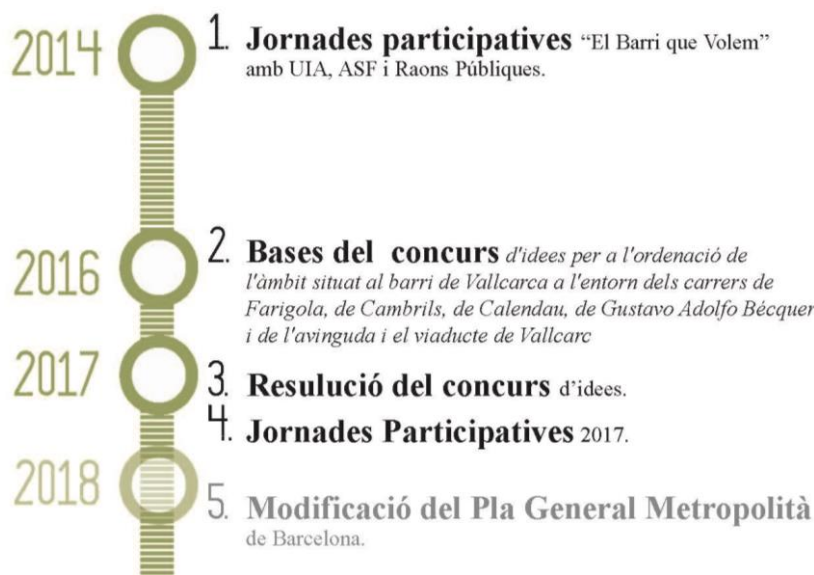 2014
1. Jornades participatives "El Barri que Volem"
amb UIA, ASF i Raons Públiques.
2016
2. Bases del concurs d'idees per a l'ordenació de
l'àmbit situat al barri de Vallcarca a l'entorn dels carrers de
Farigola, de Cambrils, de Calendau, de Gustavo Adolfo Bécquer
i de l'avinguda i el viaducte de Vallcarc
2017
3. Resulució del concurs d'idees.
4. Jornades Participatives 2017.
2018
5. Modificació del Pla General Metropolità
de Barcelona.